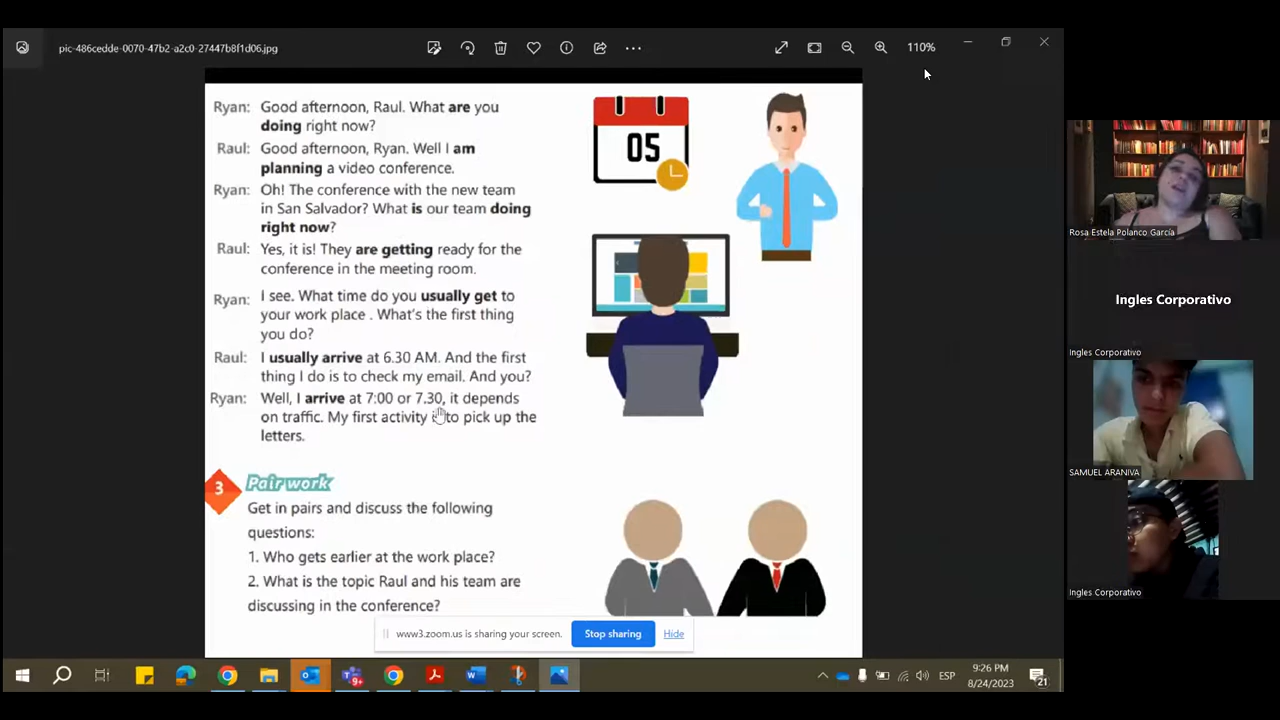 pic-486cedde-0070-47b2-a2c0-27447b8f1d06.jpg
110%
Ryan: Good afternoon, Raul. What are you
doing right now?
Raul: Good afternoon, Ryan. Well I am
planning a video conference.
Ryan: Oh! The conference with the new team
in San Salvador? What is our team doing
right now?
Raul: Yes, it is! They are getting ready for the
conference in the meeting room.
Ryan: I see. What time do you usually get to
your work place . What's the first thing
you do?
Raul: I usually arrive at 6.30 AM. And the first
thing I do is to check my email. And you?
Ryan: Well, I arrive at 7:00 or 7.30, it depends
on traffic. My first activity to pick up the
letters.
05
3 Pair work
Get in pairs and discuss the following
questions:
1. Who gets earlier at the work place?
2. What is the topic Raul and his team are
discussing in the conference?
www3.zoom.us is sharing your screen. Stop sharing Hide
Rosa Estela Polanco García
Ingles Corporativo
Ingles Corporativo
SAMUEL ARANIVA
Ingles Corporativo
9+
ESP
9:26 PM
8/24/2023
21